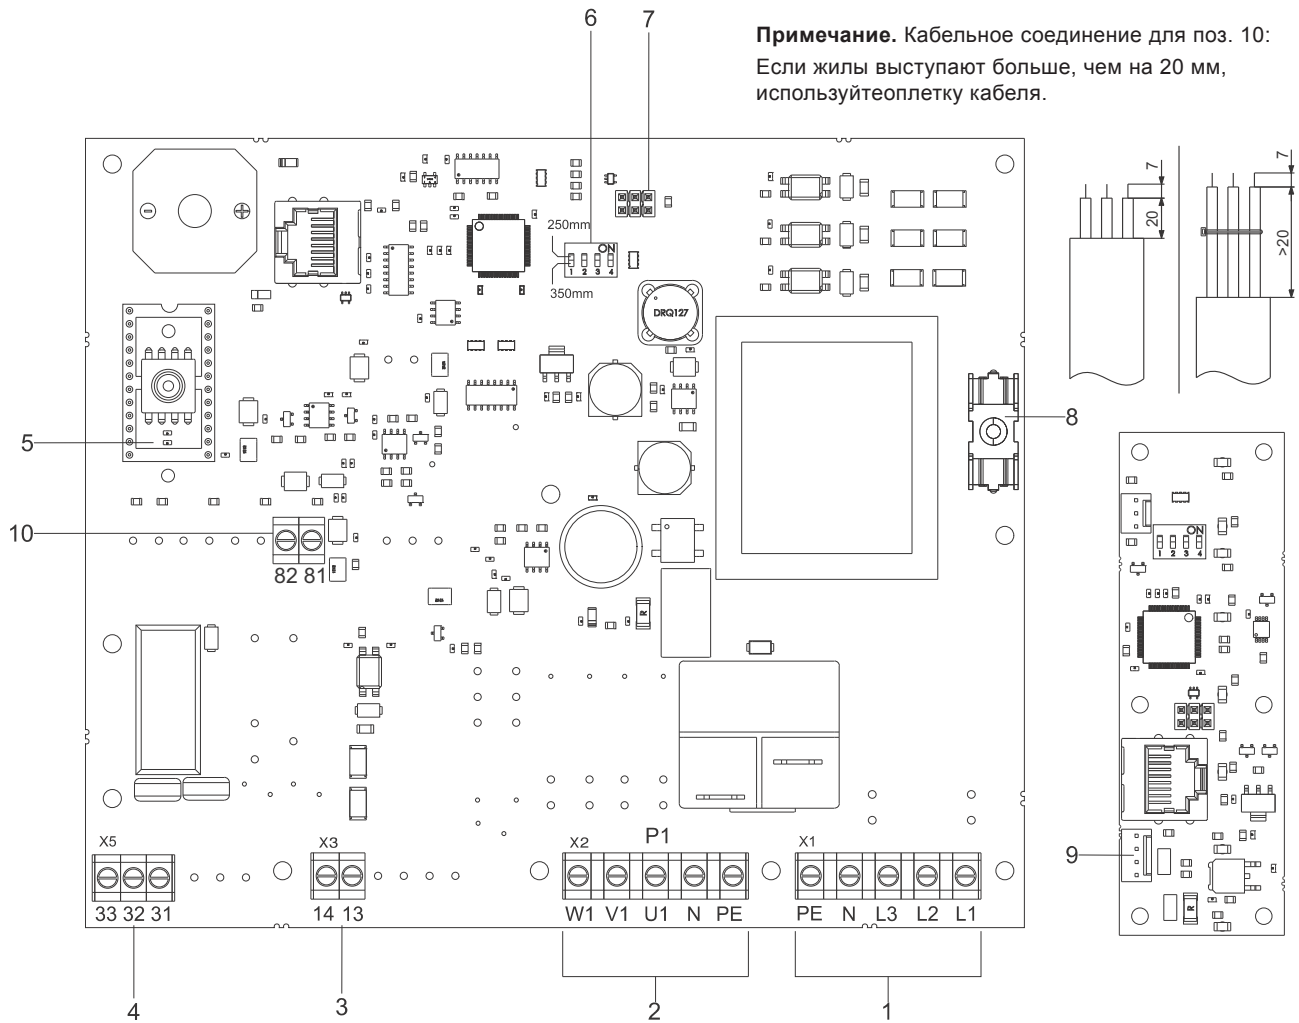 6
7
Примечание. Кабельное соединение для поз. 10:
Если жилы выступают больше, чем на 20 мм,
используйтеоплетку кабеля.
7
20
7
>20
250mm
ON
1 2 3 4
350mm
DRQ127
8
5
10
82 81
ON
1 2 3 4
9
X5
33 32 31
X3
14 13
P1
X2
W1 V1 U1 N PE
X1
PE N L3 L2 L1
4
3
2
1